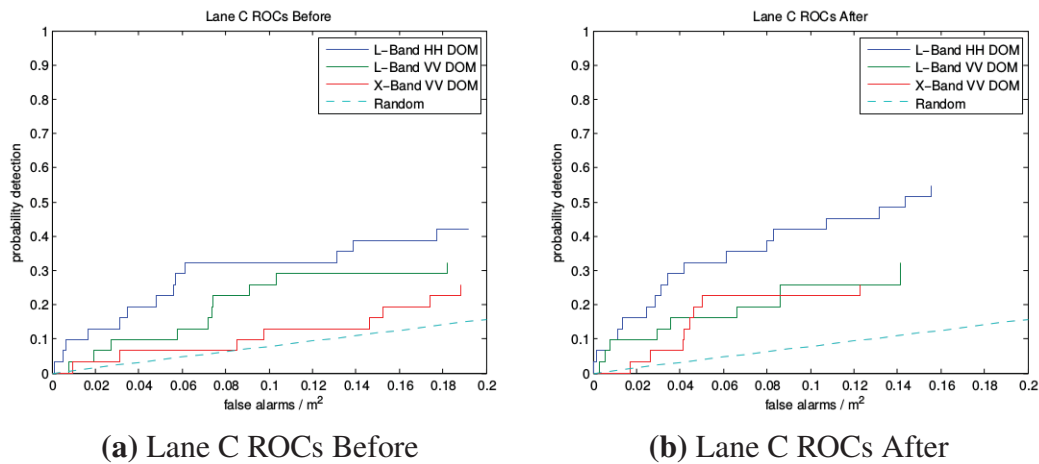 Lane C ROCs Before
1
0.9
0.8
0.7
0.6
0.5
0.4
0.3
0.2
0.1
0
probability detection
L-Band HH DOM
L-Band VV DOM
X-Band VV DOM
Random
0 0.02 0.04 0.06 0.08 0.1 0.12 0.14 0.16 0.18 0.2
false alarms / m²
(a) Lane C ROCs Before
Lane C ROCs After
1
0.9
0.8
0.7
0.6
0.5
0.4
0.3
0.2
0.1
0
probability detection
L-Band HH DOM
L-Band VV DOM
X-Band VV DOM
Random
0 0.02 0.04 0.06 0.08 0.1 0.12 0.14 0.16 0.18 0.2
false alarms / m²
(b) Lane C ROCs After